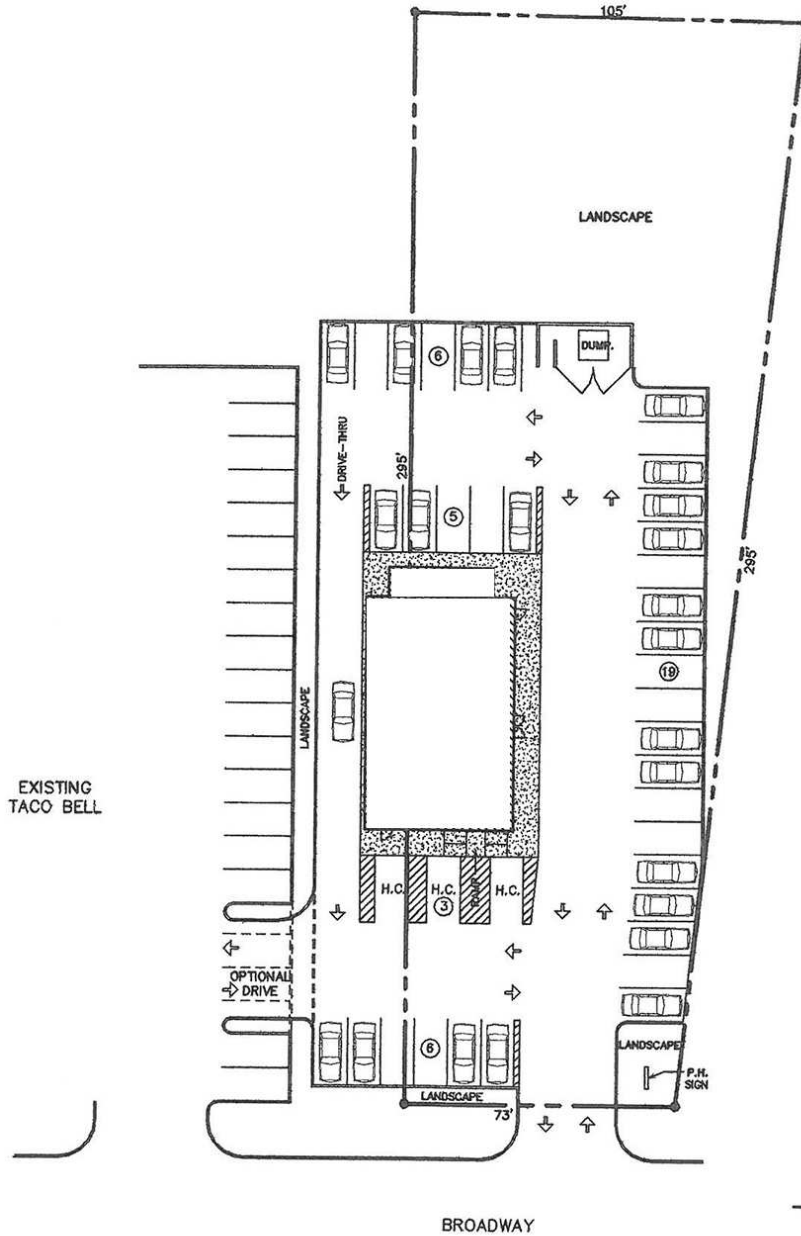 105'
LANDSCAPE
DUMP.
6
DRIVE-THRU
295'
5
295'
19
LANDSCAPE
EXISTING
TACO BELL
H.C.
H.C.
H.C.
3
RAMP
OPTIONAL
DRIVE
6
LANDSCAPE
P.H.
SIGN
LANDSCAPE
73'
BROADWAY